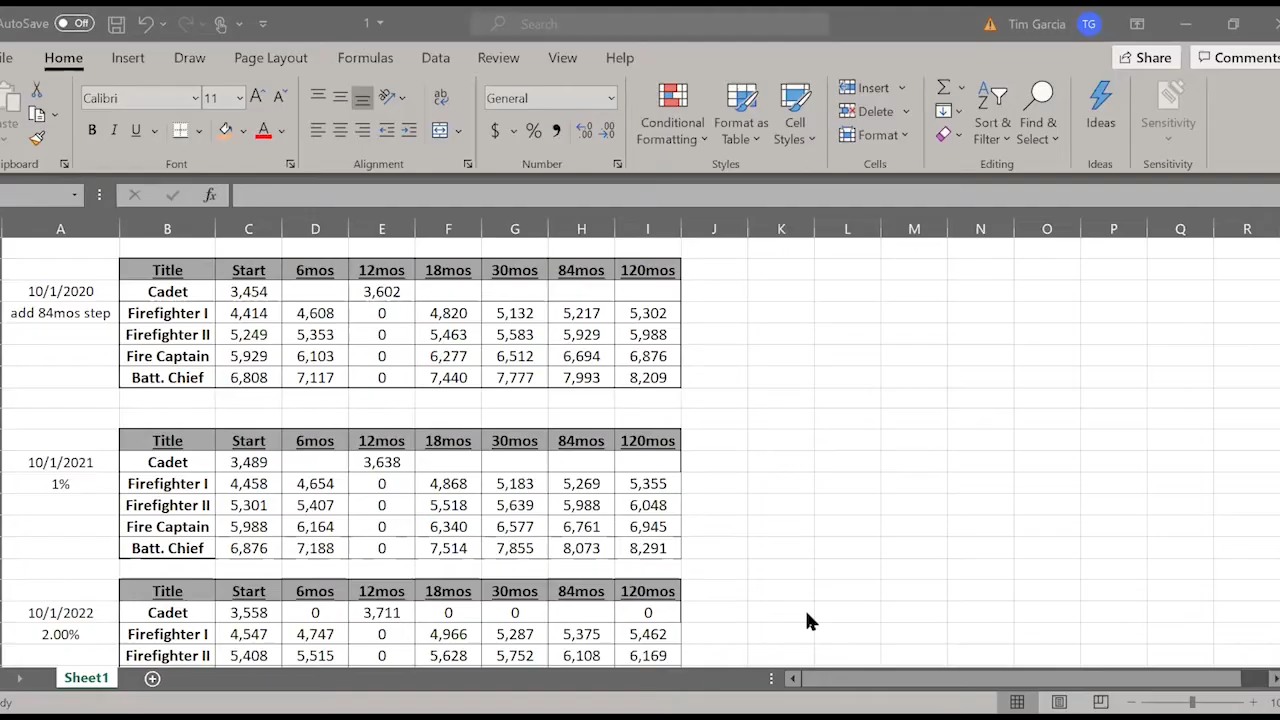 AutoSave Off 1 Search Tim Garcia TG
ile Home Insert Draw Page Layout Formulas Data Review View Help Share Comments
Calibri 11 General Insert
Delete
Format
aste B I U A $ % 9 Conditional Formatting Format as Table Cell Styles Sort & Filter Find & Select Ideas Sensitivity
ipboard Font Alignment Number Styles Cells Editing Ideas Sensitivity
fx
A B C D E F G H I J K L M N O P Q R
Title Start 6mos 12mos 18mos 30mos 84mos 120mos
10/1/2020 Cadet 3,454 3,602
add 84mos step Firefighter I 4,414 4,608 0 4,820 5,132 5,217 5,302
Firefighter II 5,249 5,353 0 5,463 5,583 5,929 5,988
Fire Captain 5,929 6,103 0 6,277 6,512 6,694 6,876
Batt. Chief 6,808 7,117 0 7,440 7,777 7,993 8,209
Title Start 6mos 12mos 18mos 30mos 84mos 120mos
10/1/2021 Cadet 3,489 3,638
1% Firefighter I 4,458 4,654 0 4,868 5,183 5,269 5,355
Firefighter II 5,301 5,407 0 5,518 5,639 5,988 6,048
Fire Captain 5,988 6,164 0 6,340 6,577 6,761 6,945
Batt. Chief 6,876 7,188 0 7,514 7,855 8,073 8,291
Title Start 6mos 12mos 18mos 30mos 84mos 120mos
10/1/2022 Cadet 3,558 0 3,711 0 0 0
2.00% Firefighter I 4,547 4,747 0 4,966 5,287 5,375 5,462
Firefighter II 5,408 5,515 0 5,628 5,752 6,108 6,169
Sheet1
dy 10